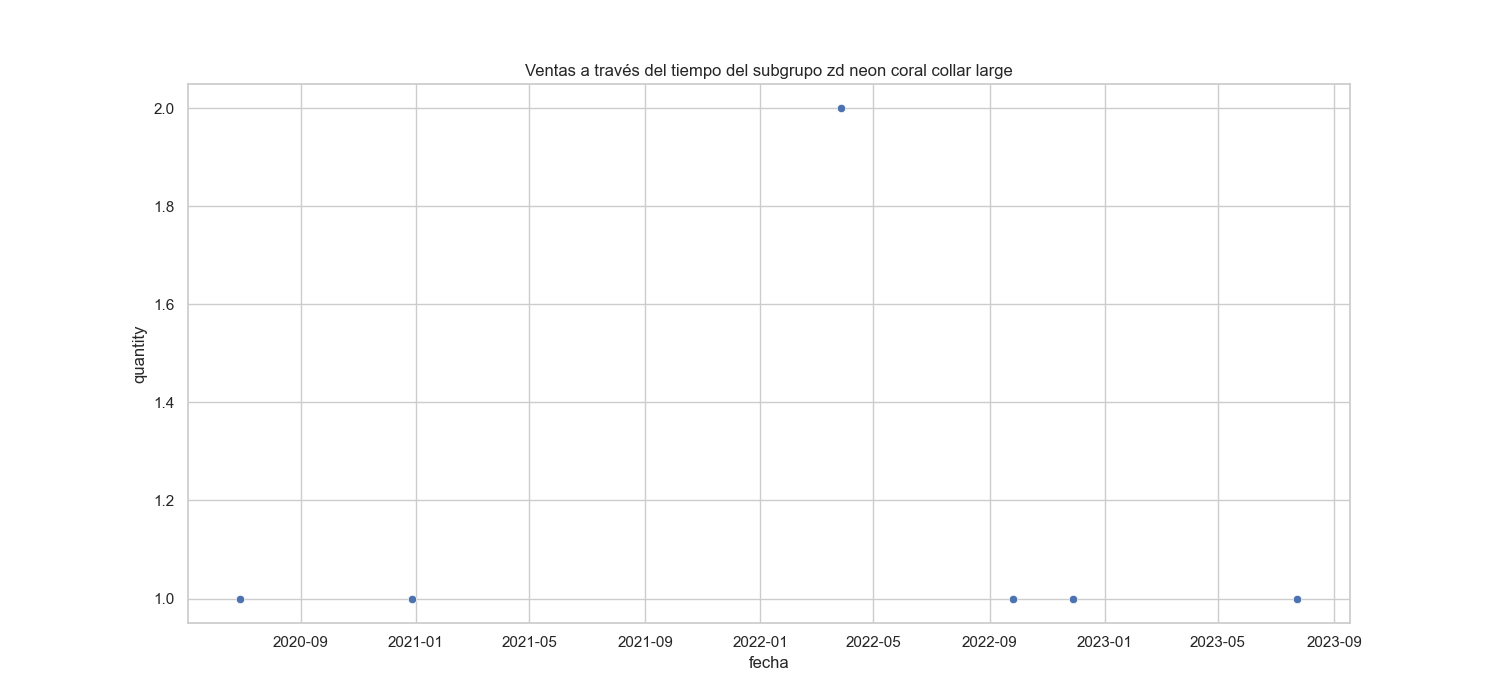 Ventas a través del tiempo del subgrupo zd neon coral collar large
2.0
1.8
1.6
1.4
1.2
1.0
quantity
2020-09 2021-01 2021-05 2021-09 2022-01 2022-05 2022-09 2023-01 2023-05 2023-09
fecha